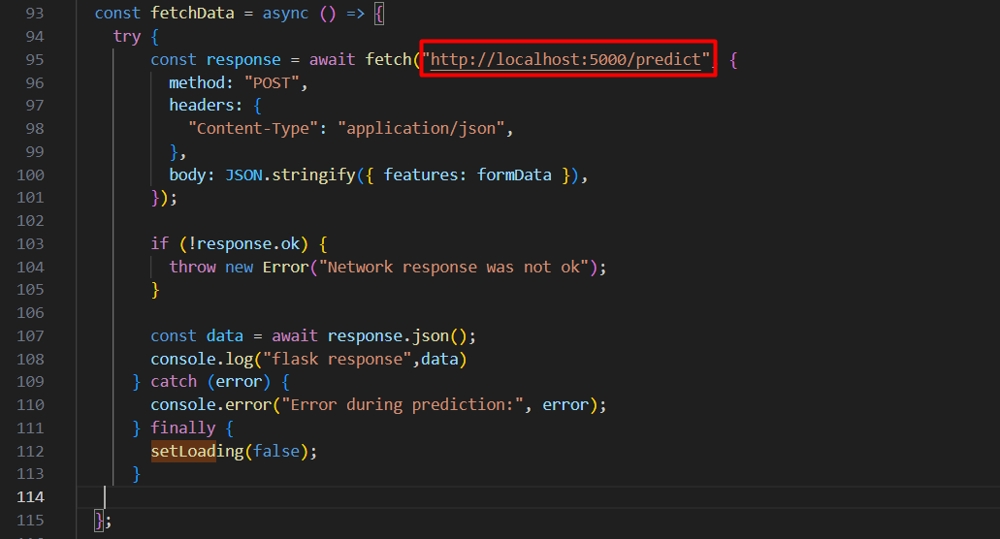 93 const fetchData = async () => {
94 try {
95 const response = await fetch("http://localhost:5000/predict", {
96 method: "POST",
97 headers: {
98 "Content-Type": "application/json",
99 },
100 body: JSON.stringify({ features: formData }),
101 });
102
103 if (!response.ok) {
104 throw new Error("Network response was not ok");
105 }
106
107 const data = await response.json();
108 console.log("flask response",data)
109 } catch (error) {
110 console.error("Error during prediction:", error);
111 } finally {
112 setLoading(false);
113 }
114
115 };